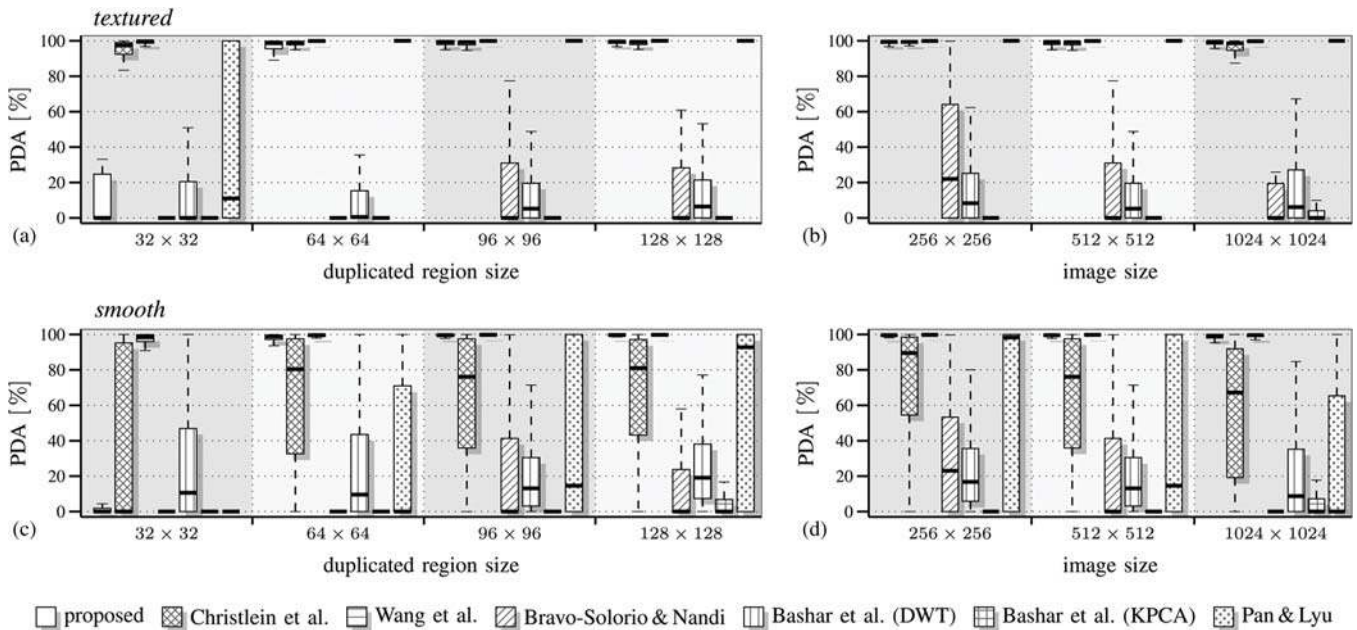 textured
PDA [%]
100
80
60
40
20
0
(a)
32 × 32
64 × 64
96 × 96
128 × 128
duplicated region size
PDA [%]
100
80
60
40
20
0
(b)
256 × 256
512 × 512
1024 × 1024
image size
smooth
PDA [%]
100
80
60
40
20
0
(c)
32 × 32
64 × 64
96 × 96
128 × 128
duplicated region size
PDA [%]
100
80
60
40
20
0
(d)
256 × 256
512 × 512
1024 × 1024
image size
proposed Christlein et al. Wang et al. Bravo-Solorio & Nandi Bashar et al. (DWT) Bashar et al. (KPCA) Pan & Lyu